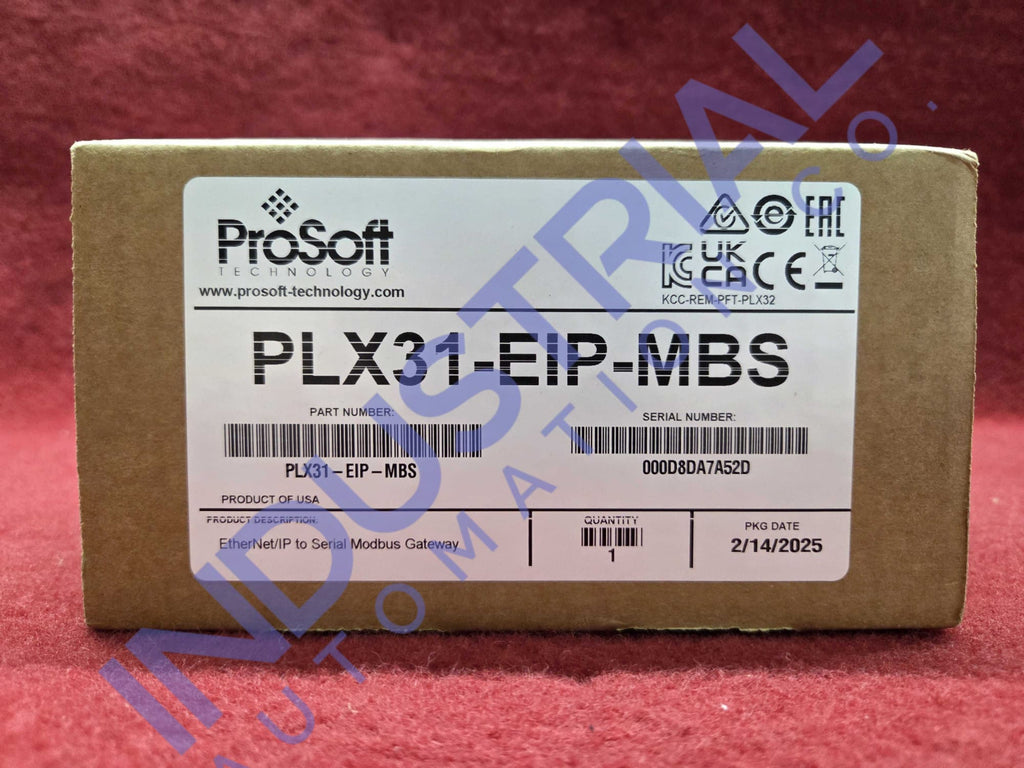 ProSoft
TECHNOLOGY
www.prosoft-technology.com
EAC
UK
CA CE
KCC-REM-PFT-PLX32
PLX31-EIP-MBS
PART NUMBER:
PLX31-EIP-MBS
SERIAL NUMBER:
000D8DA7A52D
PRODUCT OF USA
PRODUCT DESCRIPTION:
EtherNet/IP to Serial Modbus Gateway
QUANTITY
1
PKG DATE
2/14/2025
INDUSTRIAL
AUTOMATION CO.